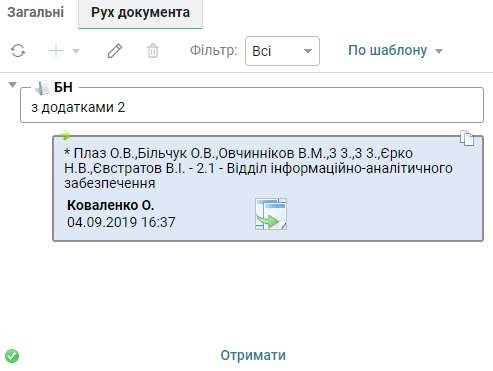 Загальні Рух документа
Фільтр: Всі По шаблону
БН
з додатками 2
* Плаз О.В.,Більчук О.В.,Овчинніков В.М.,З З.,З З.,Єрко
Н.В.,Євстратов В.І. - 2.1 - Відділ інформаційно-аналітичного
забезпечення
Коваленко О.
04.09.2019 16:37
Отримати